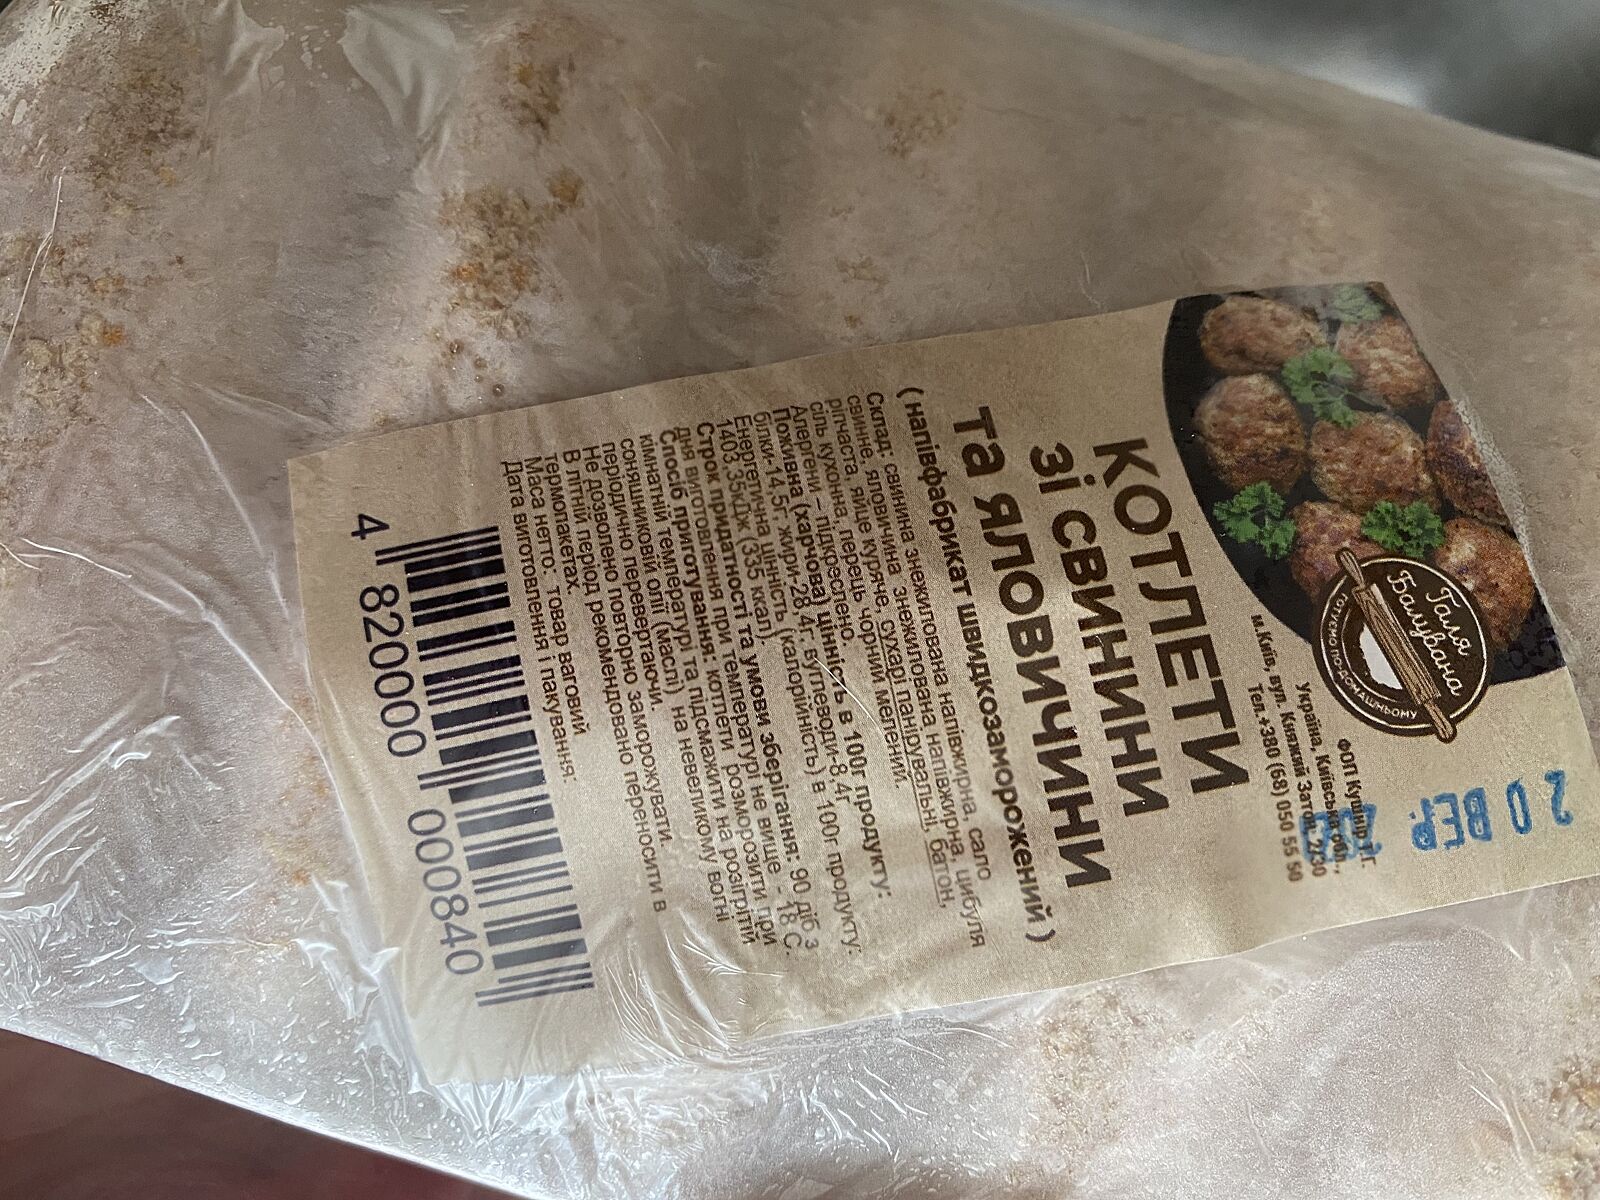 Галя
Балувана
ГОТУЄМО ПО-ДОМАШНЬОМУ
20 ВЕР
ФОП Кушнір Т.Г.
Україна, Київська обл.,
м.Київ, вул. Княжий Затон, 2/30
Тел.+380 (68) 050 55 50
КОТЛЕТИ
ЗІ СВИНИНИ
ТА ЯЛОВИЧИНИ
( напівфабрикат швидкозаморожений )
Склад: свинина знежилована напівжирна, сало
свинне, яловичина знежилована напівжирна, цибуля
ріпчаста, яйце куряче, сухарі панірувальні, батон,
сіль кухонна, перець чорний мелений.
Алергени – підкреслено.
Поживна (харчова) цінність в 100г продукту:
білки-14,5г, жири-28,4г, вуглеводи-8,4г
Енергетична цінність (калорійність) в 100г продукту:
1403,35кДж (335 ккал).
Строк придатності та умови зберігання: 90 діб з
дня виготовлення при температурі не вище - 18 С.
Спосіб приготування: котлети розморозити при
кімнатній температурі та підсмажити на розігрітій
соняшниковій олії (маслі) на невеликому вогні
періодично перевертаючи.
Не дозволено повторно заморожувати.
В літній період рекомендовано переносити в
термопакетах.
Маса нетто: товар ваговий
Дата виготовлення і пакування:
4 820000 000840